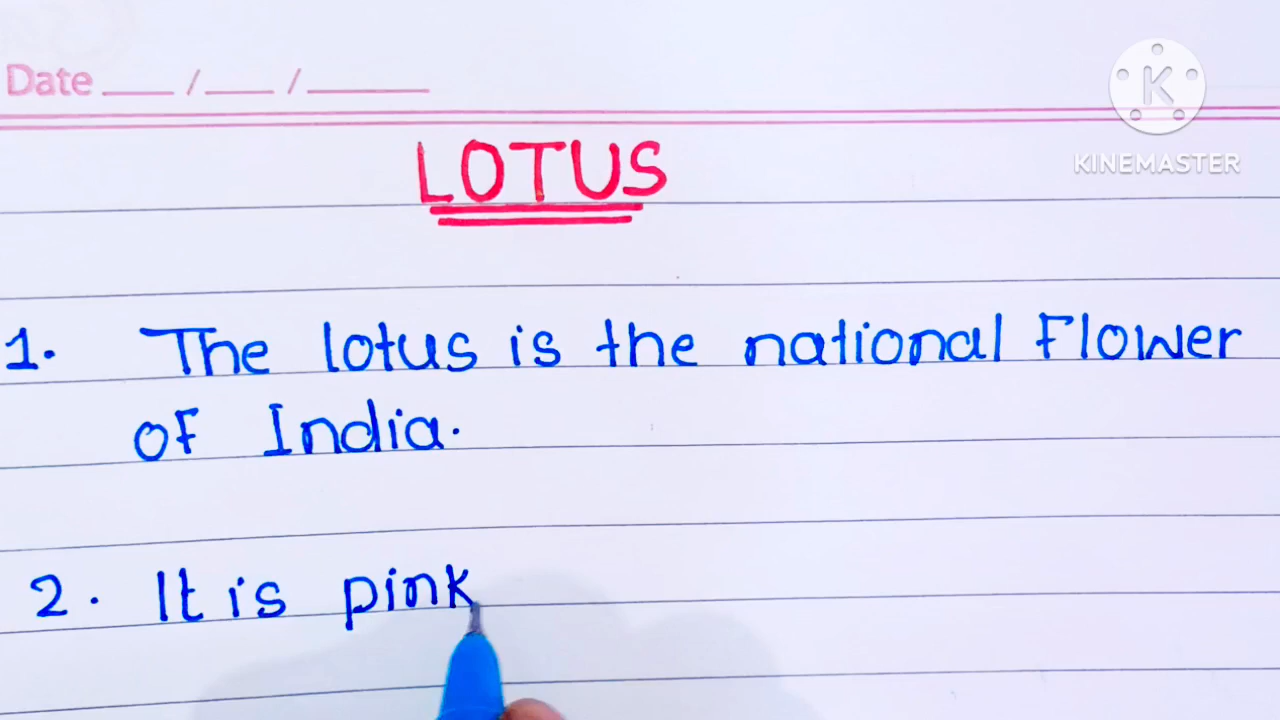 Date ___ / ___ / _____
KINEMASTER
LOTUS
1. The lotus is the national Flower
of India.
2. It is pink